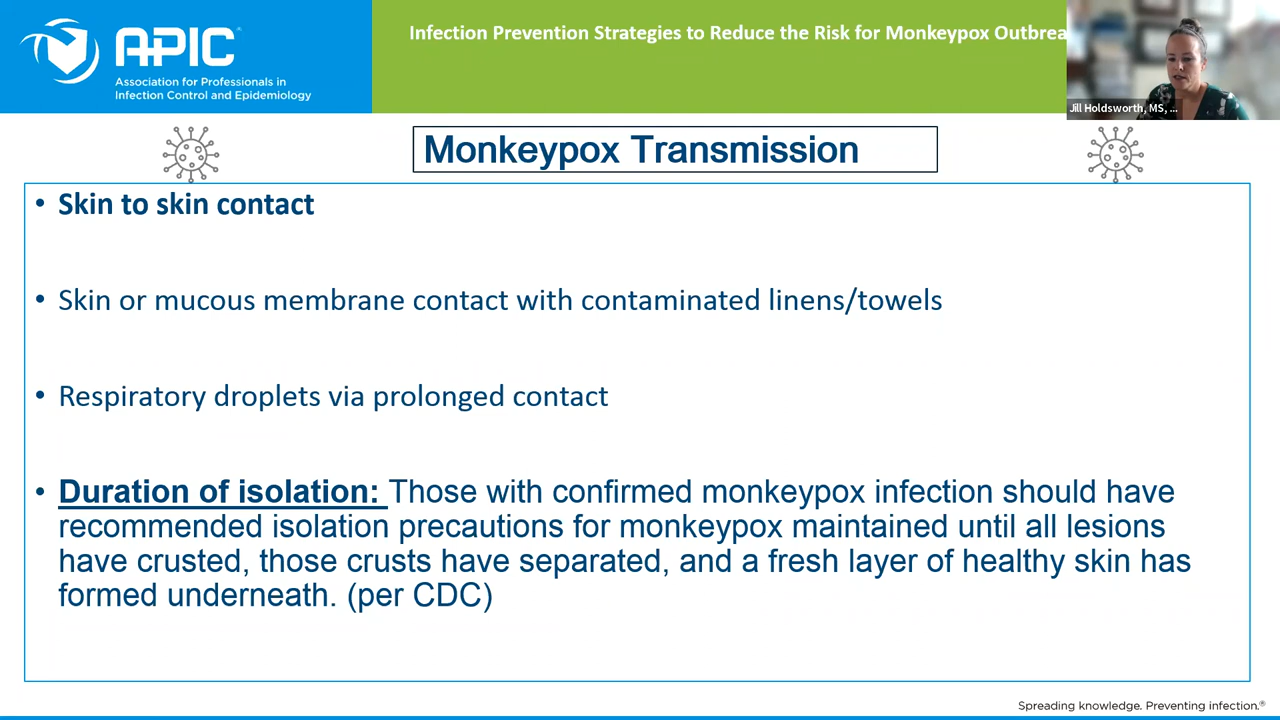 APIC
Association for Professionals in
Infection Control and Epidemiology
Infection Prevention Strategies to Reduce the Risk for Monkeypox Outbrea
Jill Holdsworth, MS, ...
Monkeypox Transmission
• Skin to skin contact
• Skin or mucous membrane contact with contaminated linens/towels
• Respiratory droplets via prolonged contact
• Duration of isolation: Those with confirmed monkeypox infection should have
recommended isolation precautions for monkeypox maintained until all lesions
have crusted, those crusts have separated, and a fresh layer of healthy skin has
formed underneath. (per CDC)
Spreading knowledge. Preventing infection.®